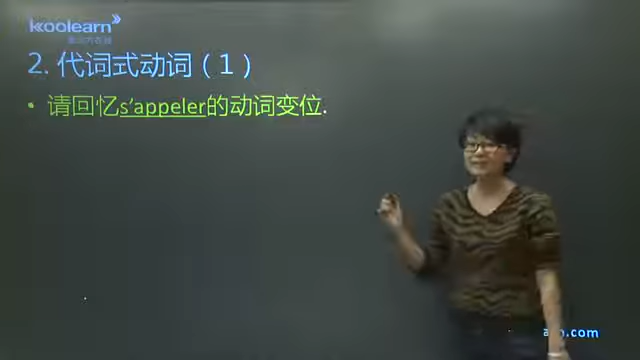 koolearn
2. 代词式动词（1）
• 请回忆s'appeler的动词变位.
.com